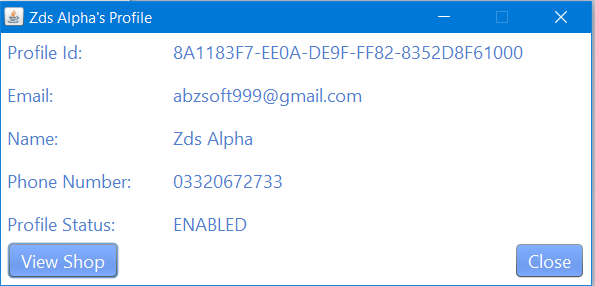 Zds Alpha's Profile
Profile Id: 8A1183F7-EE0A-DE9F-FF82-8352D8F61000
Email: abzsoft999@gmail.com
Name: Zds Alpha
Phone Number: 03320672733
Profile Status: ENABLED
View Shop Close